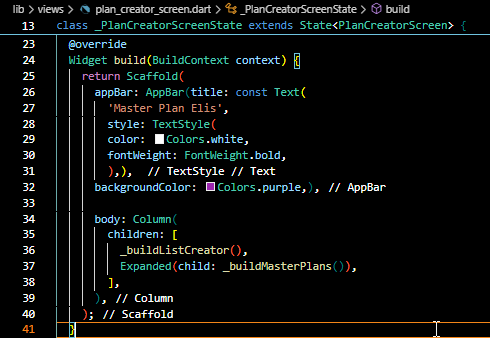 lib > views > plan_creator_screen.dart > _PlanCreatorScreenState > build
13 class _PlanCreatorScreenState extends State<PlanCreatorScreen> {
23 @override
24 Widget build(BuildContext context) {
25 return Scaffold(
26 appBar: AppBar(title: const Text(
27 'Master Plan Elis',
28 style: TextStyle(
29 color: Colors.white,
30 fontWeight: FontWeight.bold,
31 ),), // TextStyle // Text
32 backgroundColor: Colors.purple,), // AppBar
33
34 body: Column(
35 children: [
36 _buildListCreator(),
37 Expanded(child: _buildMasterPlans()),
38 ],
39 ), // Column
40 ); // Scaffold
41 }